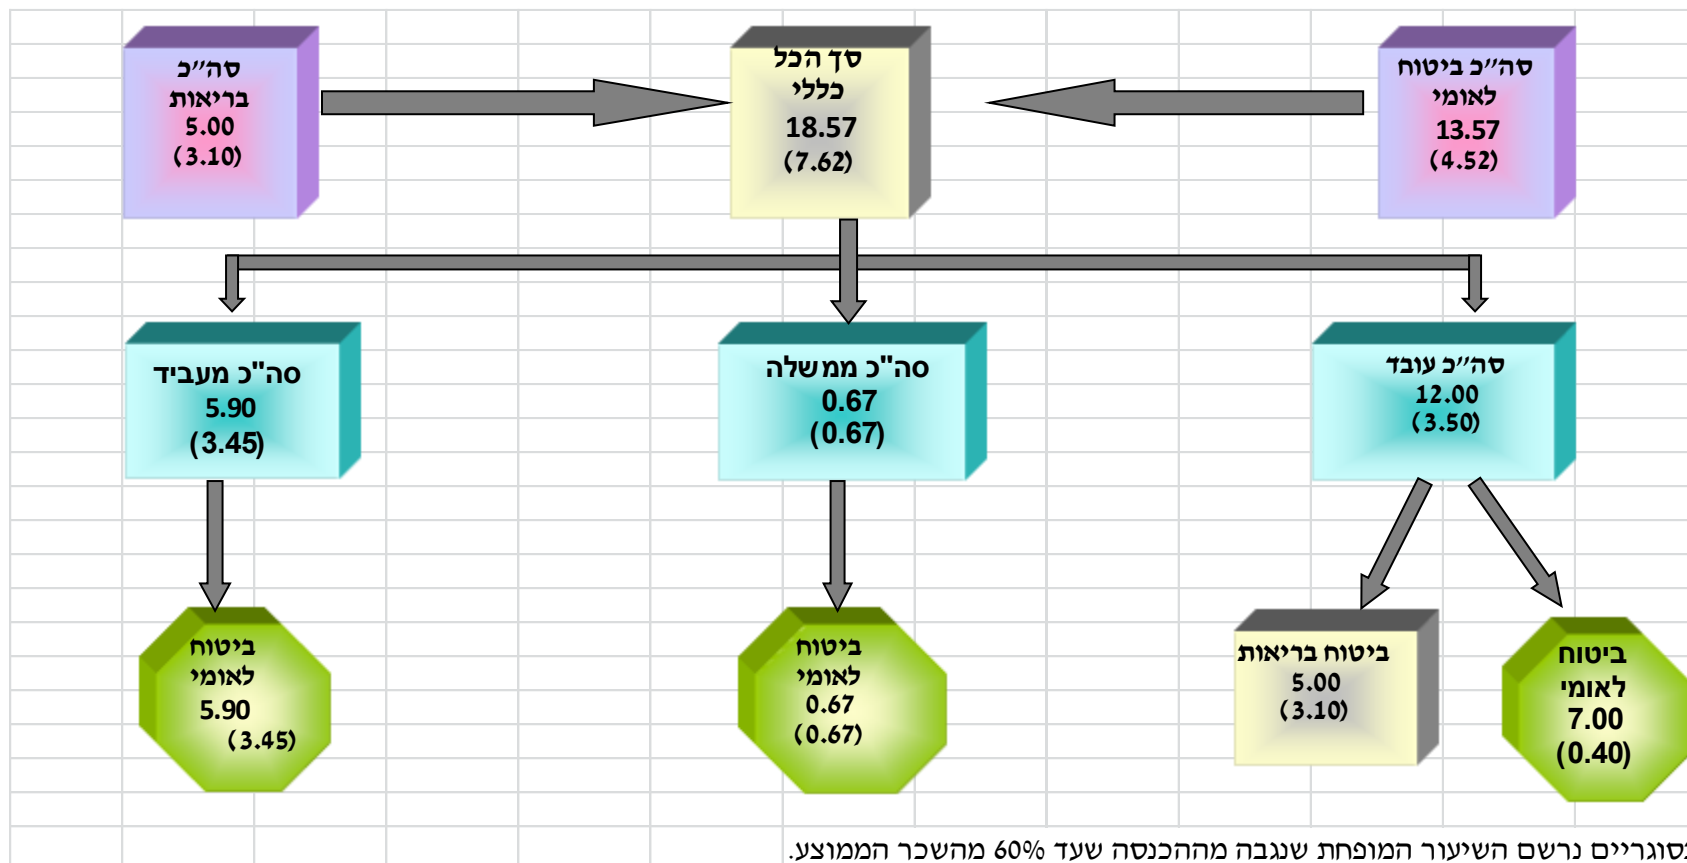 סה״כ ביטוח
לאומי
13.57
(4.52)
סך הכל
כללי
18.57
(7.62)
סה״כ
בריאות
5.00
(3.10)
סה״כ עובד
12.00
(3.50)
סה"כ ממשלה
0.67
(0.67)
סה"כ מעביד
5.90
(3.45)
ביטוח
לאומי
7.00
(0.40)
ביטוח בריאות
5.00
(3.10)
ביטוח
לאומי
0.67
(0.67)
ביטוח
לאומי
5.90
(3.45)
נרשם השיעור המופחת שנגבה מההכנסה שעד 60% מהשכר הממוצע.